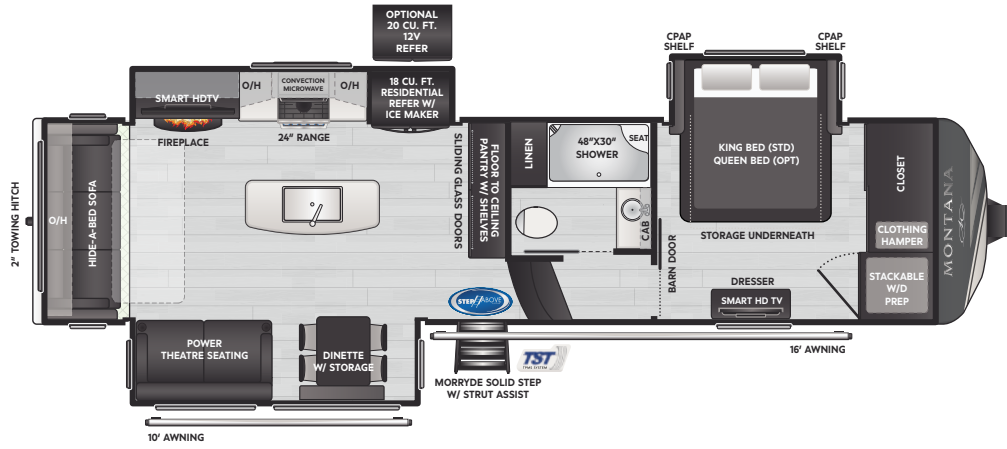 OPTIONAL
20 CU. FT.
12V
REFER
CPAP
SHELF
CPAP
SHELF
SMART HDTV
FIREPLACE
O/H
CONVECTION
MICROWAVE
O/H
24" RANGE
18 CU. FT.
RESIDENTIAL
REFER W/
ICE MAKER
SLIDING GLASS DOORS
FLOOR TO CEILING
PANTRY W/ SHELVES
LINEN
48"X30"
SHOWER
SEAT
CAB
KING BED (STD)
QUEEN BED (OPT)
STORAGE UNDERNEATH
CLOSET
CLOTHING
HAMPER
STACKABLE
W/D
PREP
MONTANA
2" TOWING HITCH
O/H
HIDE-A-BED SOFA
BARN DOOR
DRESSER
SMART HD TV
STEP ABOVE
POWER
THEATRE SEATING
DINETTE
W/ STORAGE
16' AWNING
TST
MORRYDE SOLID STEP
W/ STRUT ASSIST
10' AWNING